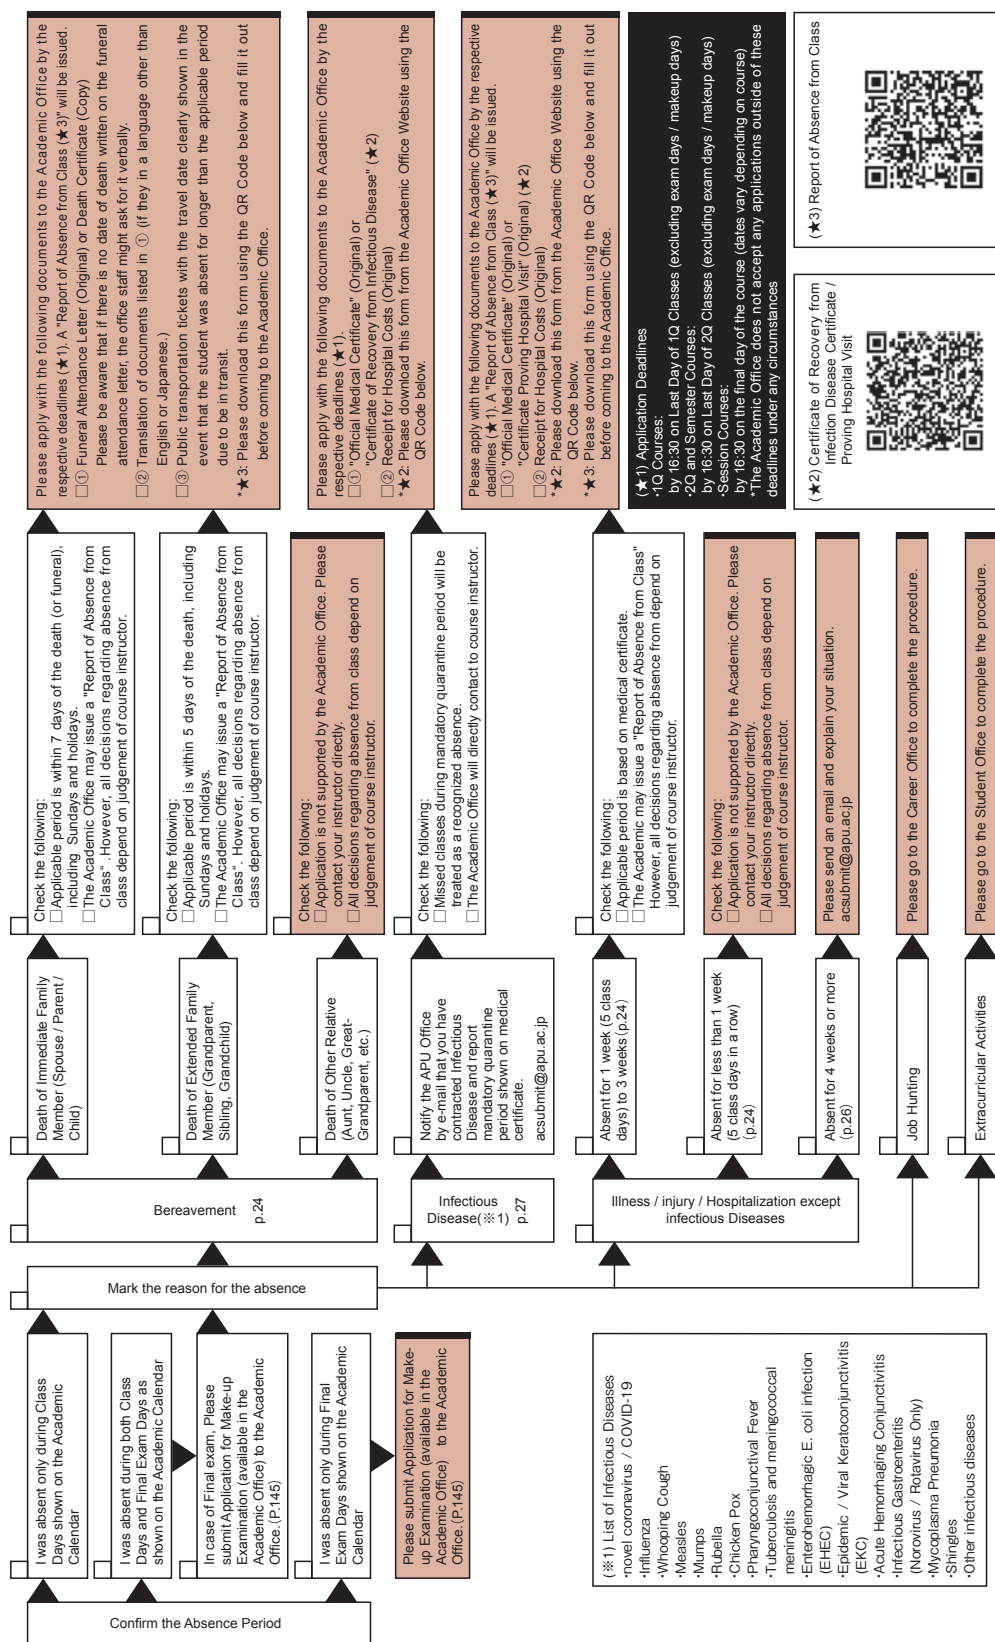 Confirm the Absence Period
I was absent only during Class
Days shown on the Academic
Calendar
I was absent during both Class
Days and Final Exam Days as
shown on the Academic Calendar
In case of Final exam, Please
submit Application for Make-up
Examination (available in the
Academic Office) to the Academic
Office.(P.145)
I was absent only during Final
Exam Days shown on the Academic
Calendar
Please submit Application for Make-
up Examination (available in the
Academic Office) to the Academic
Office.(P.145)
Mark the reason for the absence
Bereavement
p.24
Death of Immediate Family
Member (Spouse / Parent /
Child)
Check the following:
□Applicable period is within 7 days of the death (or funeral),
including Sundays and holidays.
□The Academic Office may issue a "Report of Absence from
Class" .However, all decisions regarding absence from
class depend on judgement of course instructor.
Death of Extended Family
Member (Grandparent,
Sibling, Grandchild)
Check the following:
□Applicable period is within 5 days of the death, including
Sundays and holidays.
□The Academic Office may issue a "Report of Absence from
Class". However, all decisions regarding absence from
class depend on judgement of course instructor.
Please apply with the following documents to the Academic Office by the
respective deadlines (★1). A "Report of Absence from Class (★3)" will be issued.
□① Funeral Attendance Letter (Original) or Death Certificate (Copy)
Please be aware that if there is no date of death written on the funeral
attendance letter, the office staff might ask for it verbally.
□② Translation of documents listed in ① (if they in a language other than
English or Japanese.)
□③ Public transportation tickets with the travel date clearly shown in the
event that the student was absent for longer than the applicable period
due to be in transit.
*★3: Please download this form using the QR Code below and fill it out
before coming to the Academic Office.
Death of Other Relative
(Aunt, Uncle, Great-
Grandparent, etc.)
Check the following:
□Application is not supported by the Academic Office. Please
contact your instructor directly.
□All decisions regarding absence from class depend on
judgement of course instructor.
Infectious
Disease(※1)
p.27
Notify the APU Office
by e-mail that you have
contracted Infectious
Disease and report
mandatory quarantine
period shown on medical
certificate.
acsubmit@apu.ac.jp
Check the following:
□Missed classes during mandatory quarantine period will be
treated as a recognized absence.
□The Academic Office will directly contact to course instructor.
Please apply with the following documents to the Academic Office by the
respective deadlines (★1).
□① "Official Medical Certificate" (Original) or
"Certificate of Recovery from Infectious Disease" (★2)
□② Receipt for Hospital Costs (Original)
*★2: Please download this form from the Academic Office Website using the
QR Code below.
Illness / injury / Hospitalization except
infectious Diseases
Absent for 1 week (5 class
days) to 3 weeks (p.24)
Check the following:
□Applicable period is based on medical certificate.
□The Academic may issue a "Report of Absence from Class"
However, all decisions regarding absence from depend on
judgement of course instructor.
Please apply with the following documents to the Academic Office by the respective
deadlines (★1). A "Report of Absence from Class (★3)" will be issued.
□① "Official Medical Certificate" (Original) or
"Certificate Proving Hospital Visit" (Original) (★2)
□② Receipt for Hospital Costs (Original)
*★2: Please download this form from the Academic Office Website using the
QR Code below.
*★3: Please download this form using the QR Code below and fill it out
before coming to the Academic Office.
Absent for less than 1 week
(5 class days in a row)
(p.24)
Check the following:
□Application is not supported by the Academic Office. Please
contact your instructor directly.
□All decisions regarding absence from class depend on
judgement of course instructor.
Absent for 4 weeks or more
(p.26)
Please send an email and explain your situation.
acsubmit@apu.ac.jp
Job Hunting
Please go to the Career Office to complete the procedure.
Extracurricular Activities
Please go to the Student Office to complete the procedure.
(★1) Application Deadlines
・1Q Courses:
by 16:30 on Last Day of 1Q Classes (excluding exam days / makeup days)
・2Q and Semester Courses:
by 16:30 on Last Day of 2Q Classes (excluding exam days / makeup days)
・Session Courses:
by 16:30 on the final day of the course (dates vary depending on course)
*The Academic Office does not accept any applications outside of these
deadlines under any circumstances
(★2) Certificate of Recovery from
Infection Disease Certificate /
Proving Hospital Visit
(★3) Report of Absence from Class
(※1) List of Infectious Diseases
・novel coronavirus / COVID-19
・Influenza
・Whooping Cough
・Measles
・Mumps
・Rubella
・Chicken Pox
・Pharyngoconjunctival Fever
・Tuberculosis and meningococcal
meningitis
・Enterohemorrhagic E. coli infection
(EHEC)
・Epidemic / Viral Keratoconjunctivitis
(EKC)
・Acute Hemorrhaging Conjunctivitis
・Infectious Gastroenteritis
(Norovirus / Rotavirus Only)
・Mycoplasma Pneumonia
・Shingles
・Other infectious diseases